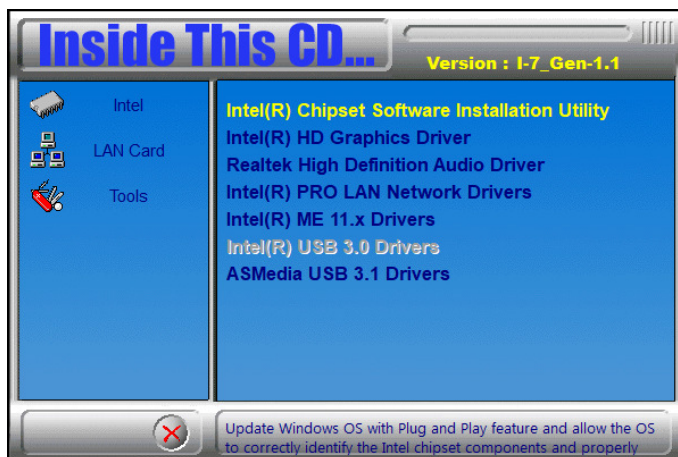 Inside This CD...
Version : I-7_Gen-1.1
Intel
LAN Card
Tools
Intel(R) Chipset Software Installation Utility
Intel(R) HD Graphics Driver
Realtek High Definition Audio Driver
Intel(R) PRO LAN Network Drivers
Intel(R) ME 11.x Drivers
Intel(R) USB 3.0 Drivers
ASMedia USB 3.1 Drivers
Update Windows OS with Plug and Play feature and allow the OS
to correctly identify the Intel chipset components and properly